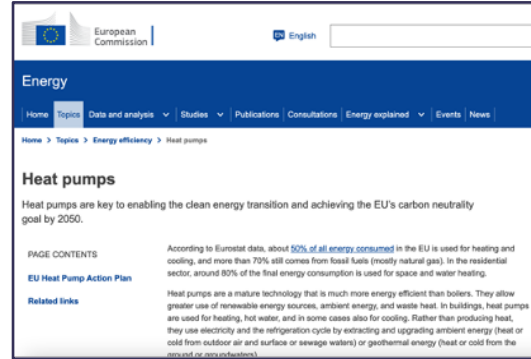 European
Commission
EN English
Energy
Home Topics Data and analysis Studies Publications Consultations Energy explained Events News
Home > Topics > Energy efficiency > Heat pumps
Heat pumps
Heat pumps are key to enabling the clean energy transition and achieving the EU's carbon neutrality
goal by 2050.
PAGE CONTENTS
EU Heat Pump Action Plan
Related links
According to Eurostat data, about 50% of all energy consumed in the EU is used for heating and
cooling, and more than 70% still comes from fossil fuels (mostly natural gas). In the residential
sector, around 80% of the final energy consumption is used for space and water heating.
Heat pumps are a mature technology that is much more energy efficient than boilers. They allow
greater use of renewable energy sources, ambient energy, and waste heat. In buildings, heat pumps
are used for heating, hot water, and in some cases also for cooling. Rather than producing heat,
they use electricity and the refrigeration cycle by extracting and upgrading ambient energy (heat or
cold from outdoor air and surface or sewage waters) or geothermal energy (heat or cold from the
ground or groundwaters)